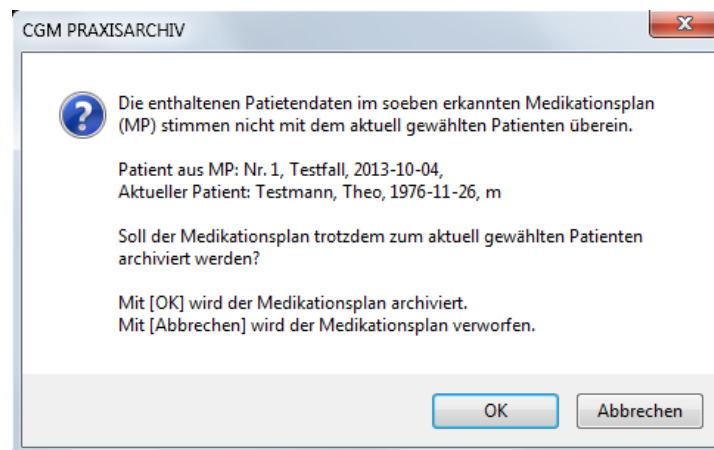 CGM PRAXISARCHIV
Die enthaltenen Patietendaten im soeben erkannten Medikationsplan
(MP) stimmen nicht mit dem aktuell gewählten Patienten überein.
Patient aus MP: Nr. 1, Testfall, 2013-10-04,
Aktueller Patient: Testmann, Theo, 1976-11-26, m
Soll der Medikationsplan trotzdem zum aktuell gewählten Patienten
archiviert werden?
Mit [OK] wird der Medikationsplan archiviert.
Mit [Abbrechen] wird der Medikationsplan verworfen.
OK
Abbrechen